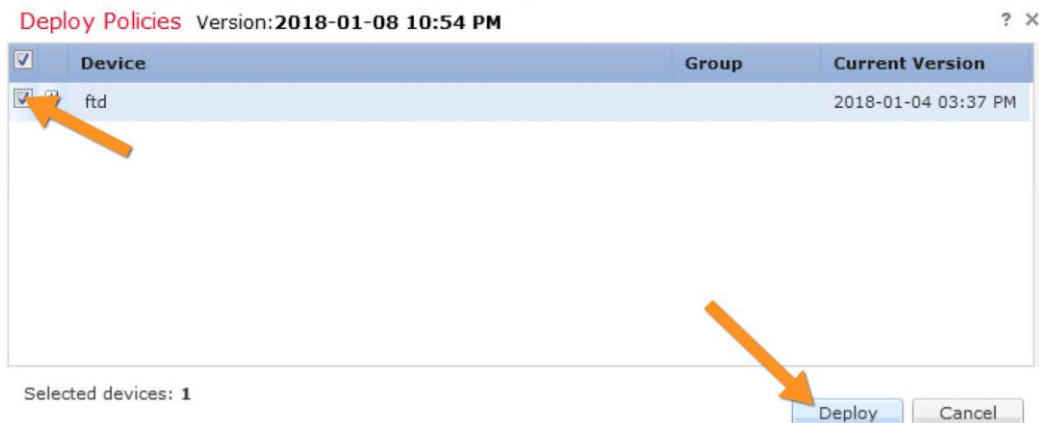 Deploy Policies Version:2018-01-08 10:54 PM ? ×
Device Group Current Version
ftd 2018-01-04 03:37 PM
Selected devices: 1
Deploy Cancel